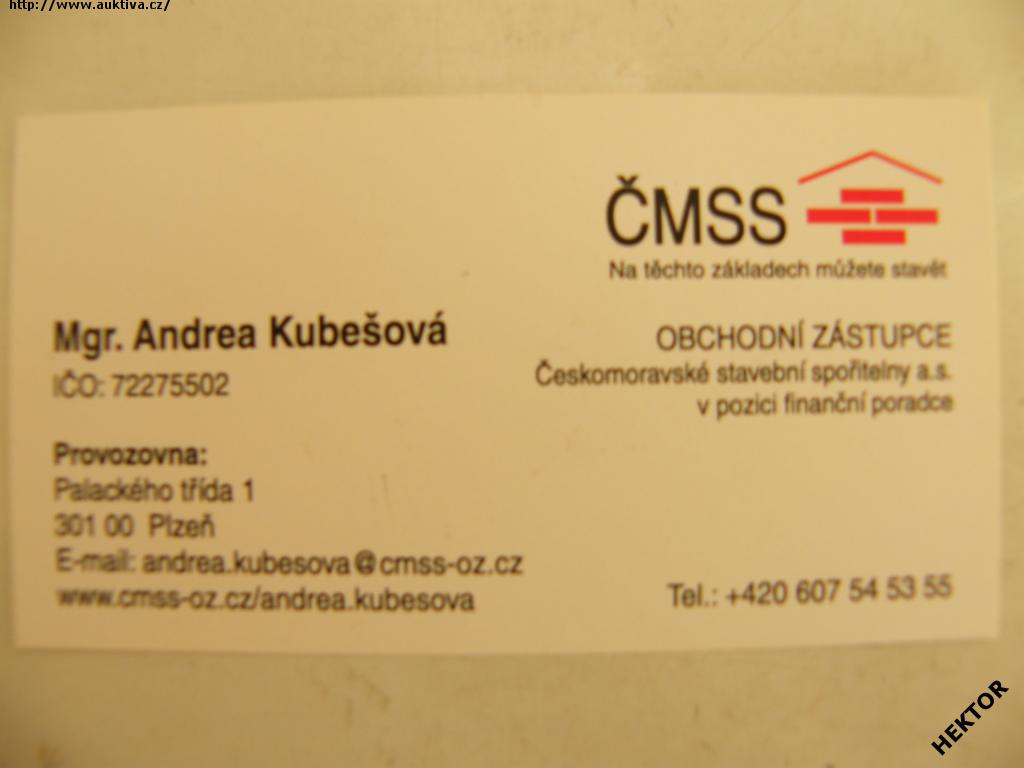 http://www.auktiva.cz/
ČMSS
Na těchto základech můžete stavět
Mgr. Andrea Kubešová
IČO: 72275502
OBCHODNÍ ZÁSTUPCE
Českomoravské stavební spořitelny a.s.
v pozici finanční poradce
Provozovna:
Palackého třída 1
301 00 Plzeň
E-mail: andrea.kubesova@cmss-oz.cz
www.cmss-oz.cz/andrea.kubesova
Tel.: +420 607 54 53 55
HEKTOR